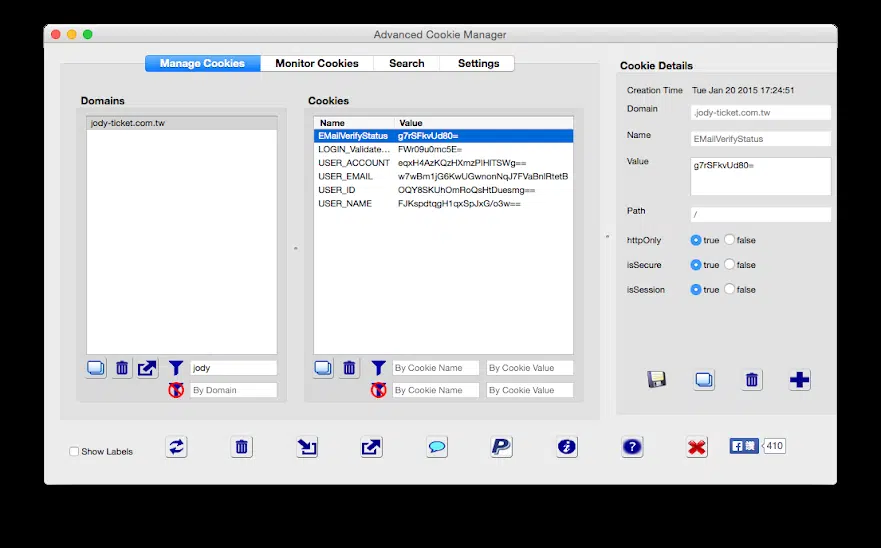 Advanced Cookie Manager
Manage Cookies Monitor Cookies Search Settings
Domains
jody-ticket.com.tw
jody
By Domain
Cookies
Name Value
EMailVerifyStatus g7rSFkvUd80=
LOGIN_Validate... FWr09u0mc5E=
USER_ACCOUNT eqxH4AzKQzHXmzPIHlTSWg==
USER_EMAIL w7wBm1jG6KwUGwnonNqJ7FVaBnlRtetB
USER_ID OQY8SKUhOmRoQsHtDuesmg==
USER_NAME FJKspdtqgH1qxSpJxG/o3w==
By Cookie Name By Cookie Value
By Cookie Name By Cookie Value
Cookie Details
Creation Time Tue Jan 20 2015 17:24:51
Domain .jody-ticket.com.tw
Name EMailVerifyStatus
Value g7rSFkvUd80=
Path /
httpOnly true false
isSecure true false
isSession true false
Show Labels
讚 410